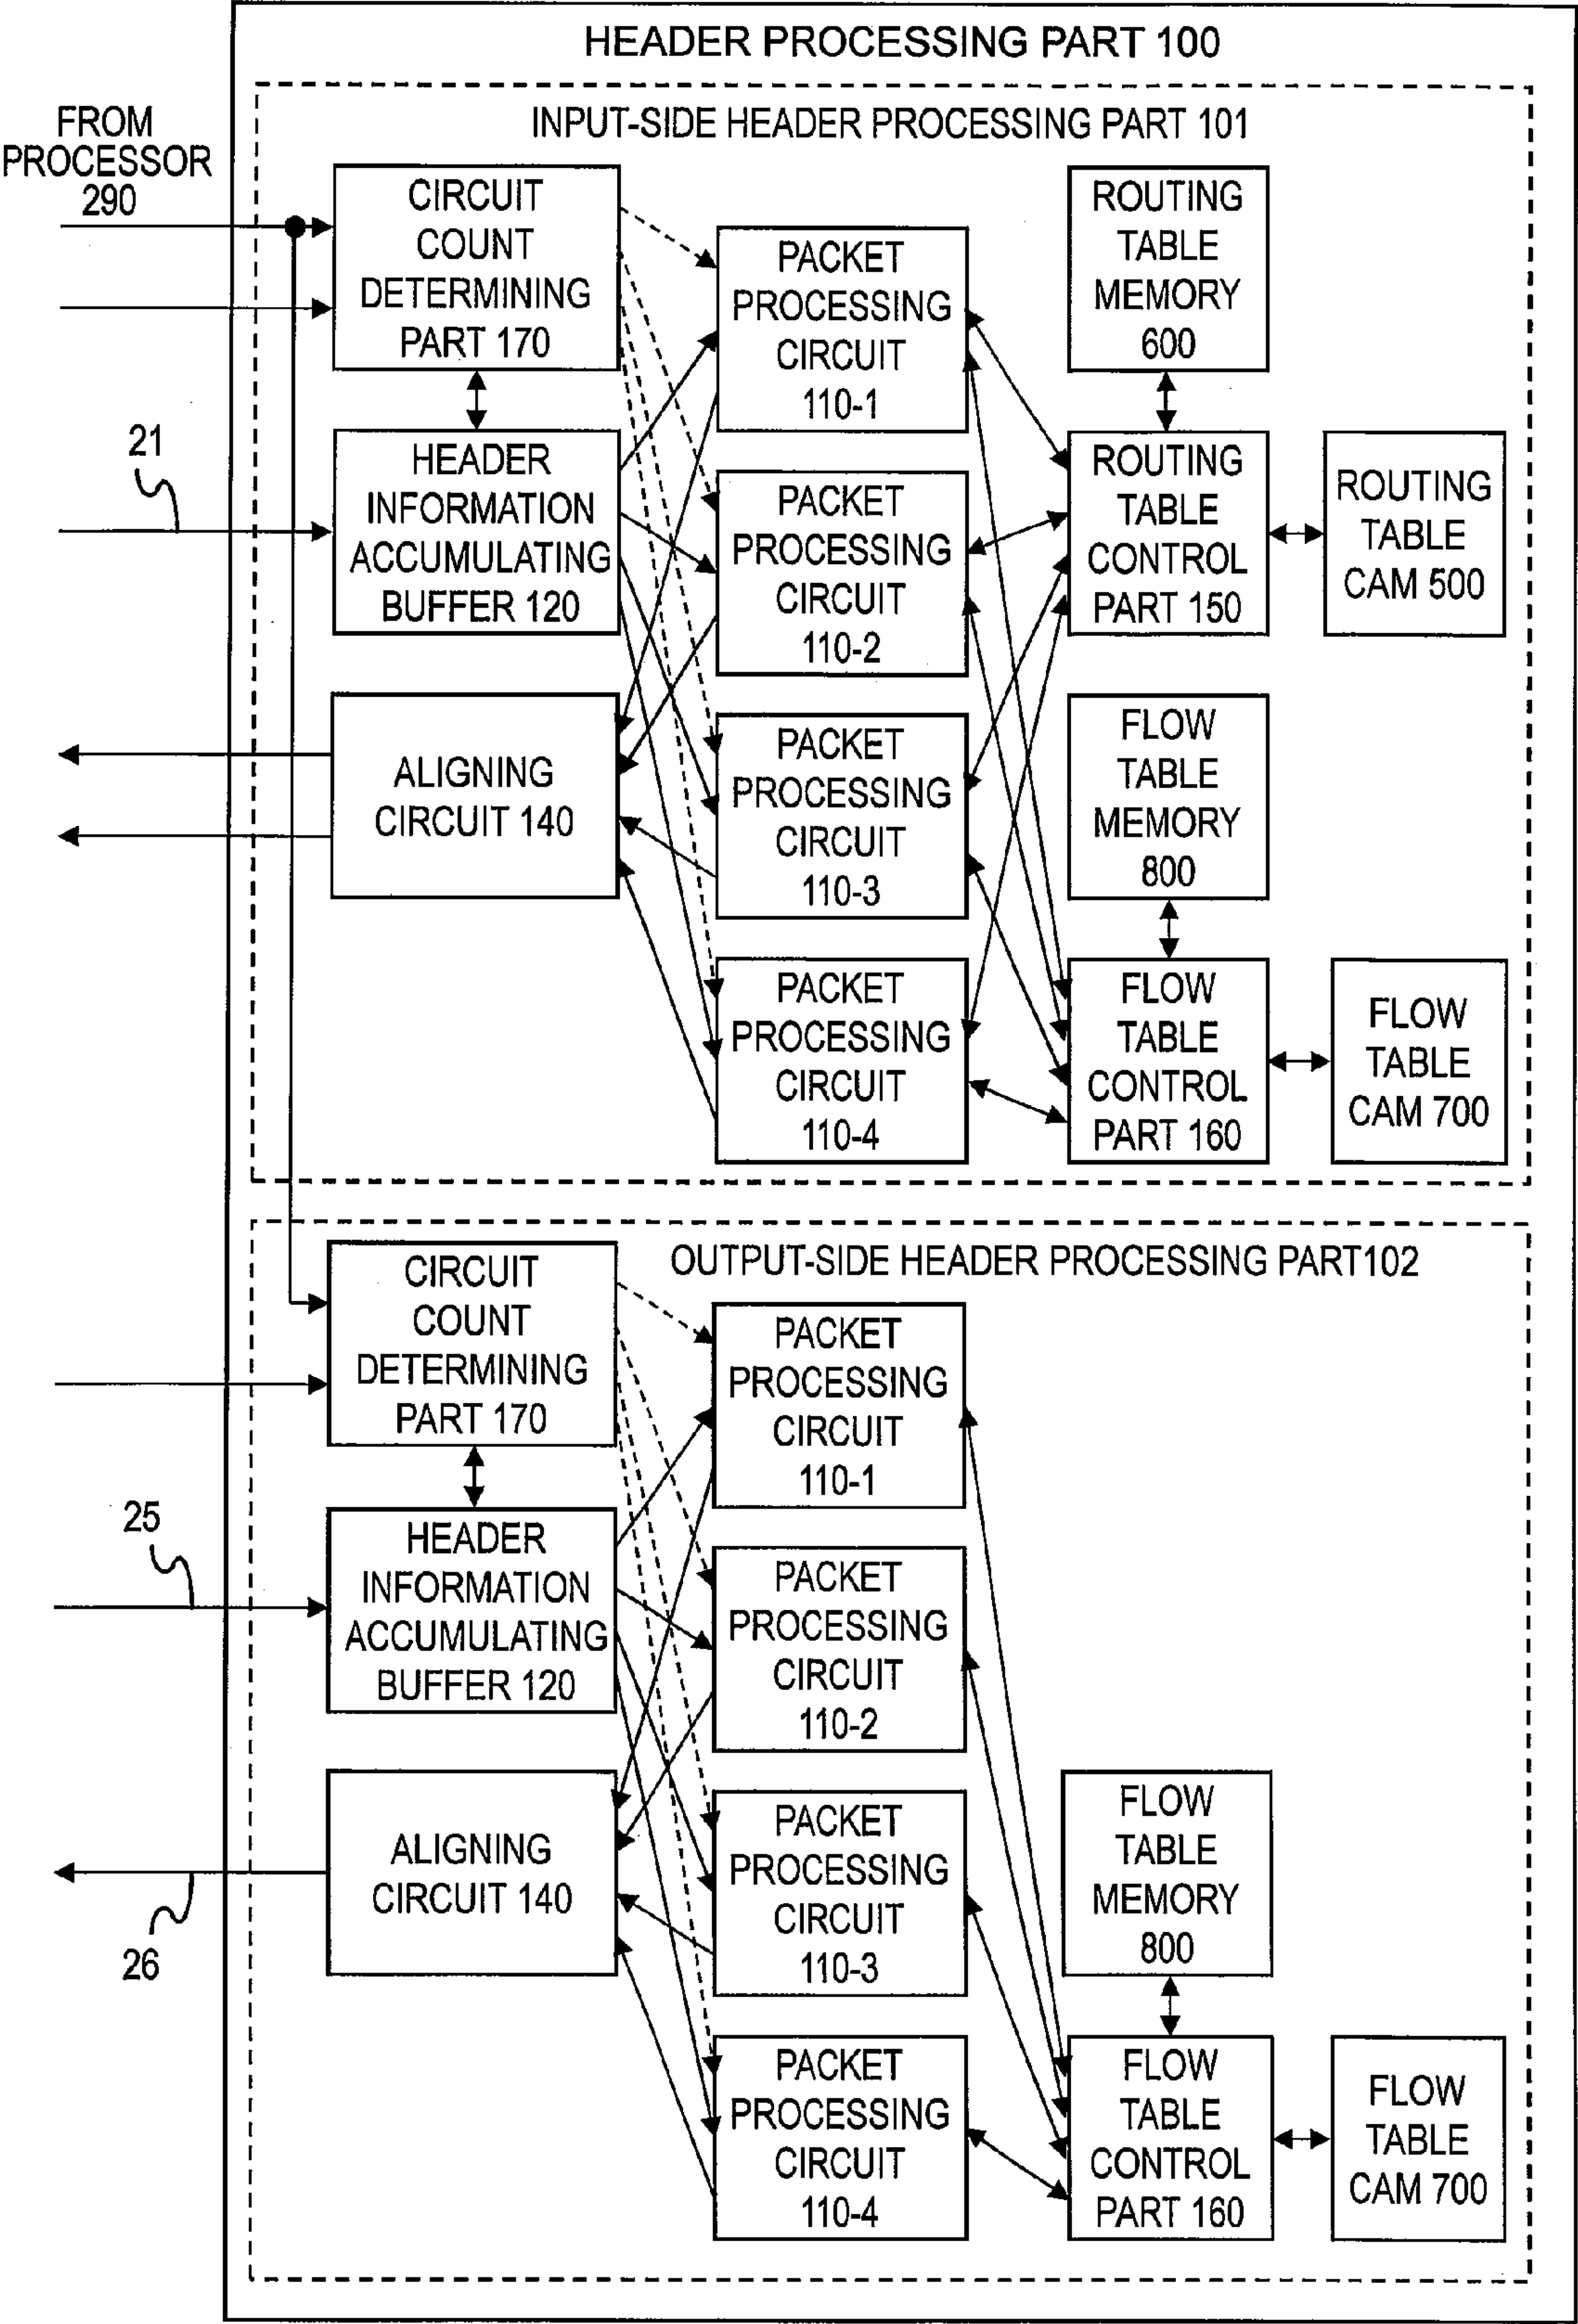 HEADER PROCESSING PART 100
INPUT-SIDE HEADER PROCESSING PART 101
FROM
PROCESSOR
290
CIRCUIT
COUNT
DETERMINING
PART 170
PACKET
PROCESSING
CIRCUIT
110-1
ROUTING
TABLE
MEMORY
600
21
HEADER
INFORMATION
ACCUMULATING
BUFFER 120
PACKET
PROCESSING
CIRCUIT
110-2
ROUTING
TABLE
CONTROL
PART 150
ROUTING
TABLE
CAM 500
ALIGNING
CIRCUIT 140
PACKET
PROCESSING
CIRCUIT
110-3
FLOW
TABLE
MEMORY
800
PACKET
PROCESSING
CIRCUIT
110-4
FLOW
TABLE
CONTROL
PART 160
FLOW
TABLE
CAM 700
OUTPUT-SIDE HEADER PROCESSING PART102
CIRCUIT
COUNT
DETERMINING
PART 170
PACKET
PROCESSING
CIRCUIT
110-1
25
HEADER
INFORMATION
ACCUMULATING
BUFFER 120
PACKET
PROCESSING
CIRCUIT
110-2
ALIGNING
CIRCUIT 140
26
PACKET
PROCESSING
CIRCUIT
110-3
FLOW
TABLE
MEMORY
800
PACKET
PROCESSING
CIRCUIT
110-4
FLOW
TABLE
CONTROL
PART 160
FLOW
TABLE
CAM 700